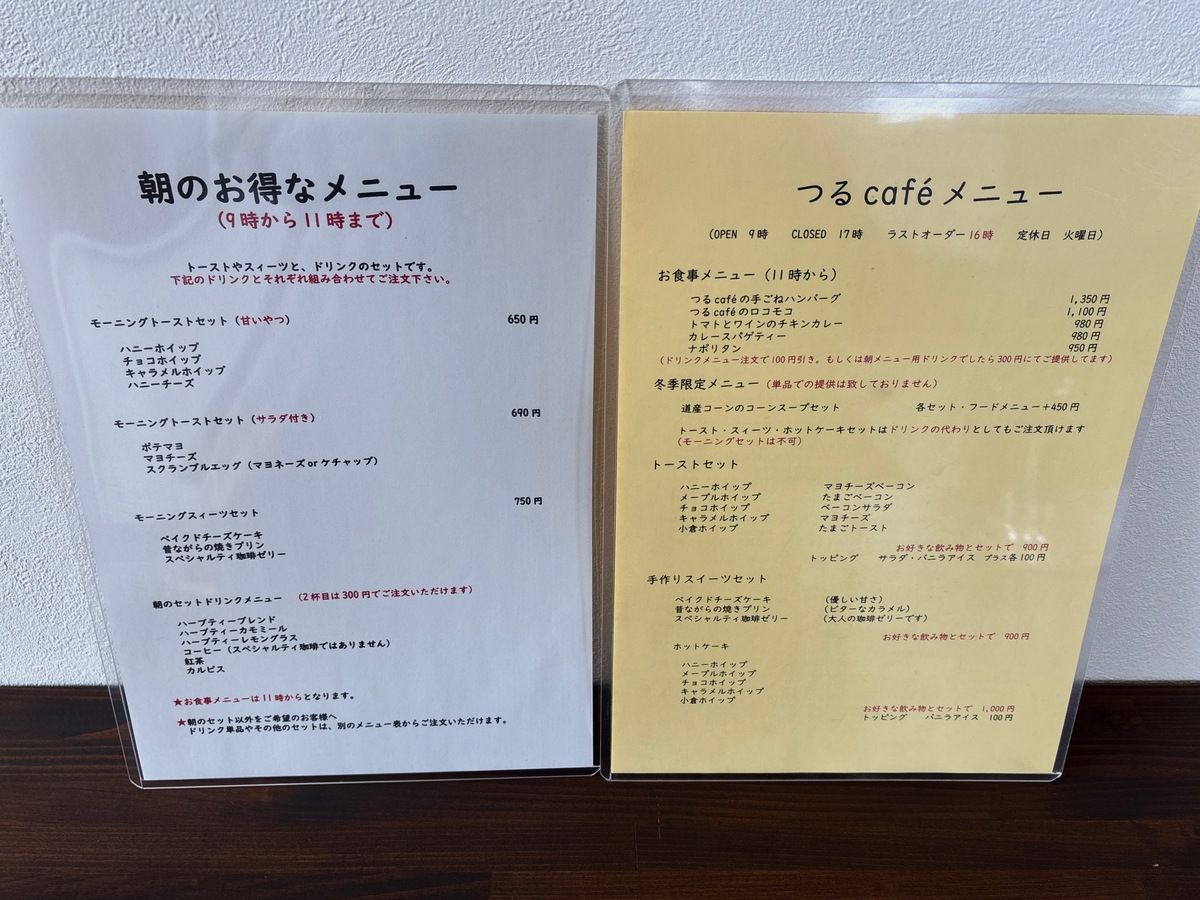 朝のお得なメニュー
(9時から11時まで)
トーストやスィーツと、ドリンクのセットです。
下記のドリンクとそれぞれ組み合わせてご注文下さい。
モーニングトーストセット（甘いやつ） 650円
ハニーホイップ
チョコホイップ
キャラメルホイップ
ハニーチーズ
モーニングトーストセット（サラダ付き） 690円
ポテマヨ
マヨチーズ
スクランブルエッグ（マヨネーズorケチャップ）
モーニングスィーツセット 750円
ベイクドチーズケーキ
昔ながらの焼きプリン
スペシャルティ珈琲ゼリー
朝のセットドリンクメニュー （2杯目は300円でご注文いただけます）
ハーブティーブレンド
ハーブティーカモミール
ハーブティーレモングラス
コーヒー（スペシャルティ珈琲ではありません）
紅茶
カルピス
★お食事メニューは11時からとなります。
★朝のセット以外をご希望のお客様へ
ドリンク単品やその他のセットは、別のメニュー表からご注文いただけます。
つるcaféメニュー
（OPEN 9時 CLOSED 17時 ラストオーダー16時 定休日 火曜日）
お食事メニュー（11時から）
つるcaféの手ごねハンバーグ 1,350円
つるcaféのロコモコ 1,100円
トマトとワインのチキンカレー 980円
カレースパゲティー 980円
ナポリタン 950円
（ドリンクメニュー注文で100円引き。もしくは朝メニュー用ドリンクでしたら300円にてご提供してます）
冬季限定メニュー（単品での提供は致しておりません）
道産コーンのコーンスープセット 各セット・フードメニュー+450円
トースト・スィーツ・ホットケーキセットはドリンクの代わりとしてもご注文頂けます
（モーニングセットは不可）
トーストセット
ハニーホイップ マヨチーズベーコン
メープルホイップ たまごベーコン
チョコホイップ ベーコンサラダ
キャラメルホイップ マヨチーズ
小倉ホイップ たまごトースト
お好きな飲み物とセットで 900円
トッピング サラダ・バニラアイス プラス各100円
手作りスイーツセット
ベイクドチーズケーキ （優しい甘さ）
昔ながらの焼きプリン （ビターなカラメル）
スペシャルティ珈琲ゼリー （大人の珈琲ゼリーです）
お好きな飲み物とセットで 900円
ホットケーキ
ハニーホイップ
メープルホイップ
チョコホイップ
キャラメルホイップ
小倉ホイップ
お好きな飲み物とセットで 1,000円
トッピング バニラアイス 100円